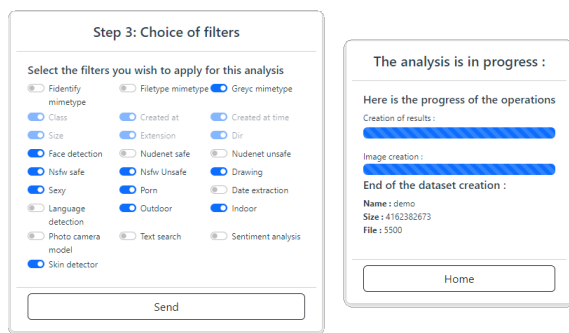 Step 3: Choice of filters
Select the filters you wish to apply for this analysis
Fidentify mimetype
Filetype mimetype
Greyc mimetype
Class
Created at
Created at time
Size
Extension
Dir
Face detection
Nudenet safe
Nudenet unsafe
Nsfw safe
Nsfw Unsafe
Drawing
Sexy
Porn
Date extraction
Language detection
Outdoor
Indoor
Photo camera model
Text search
Sentiment analysis
Skin detector
Send
The analysis is in progress :
Here is the progress of the operations
Creation of results :
Image creation :
End of the dataset creation :
Name : demo
Size : 4162382673
File : 5500
Home